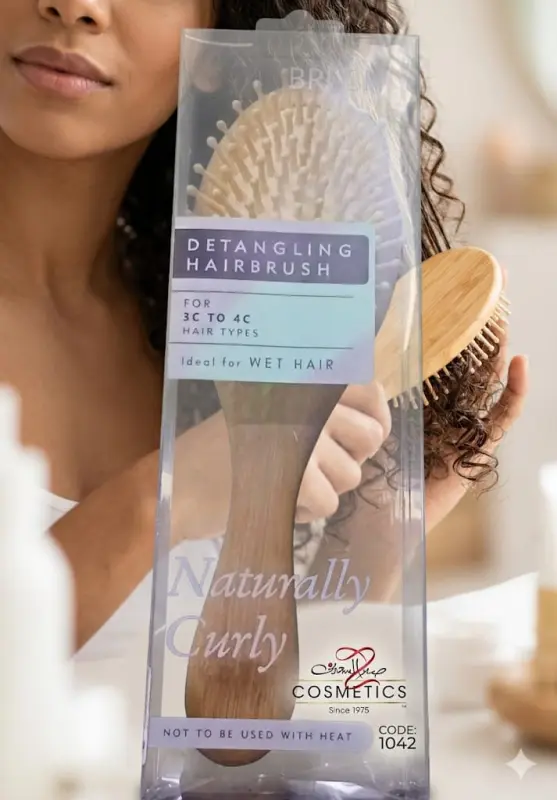 DETANGLING
HAIRBRUSH
FOR
3C TO 4C
HAIR TYPES
Ideal for WET HAIR
Naturally
Curly
COSMETICS
Since 1975
NOT TO BE USED WITH HEAT
CODE:
1042